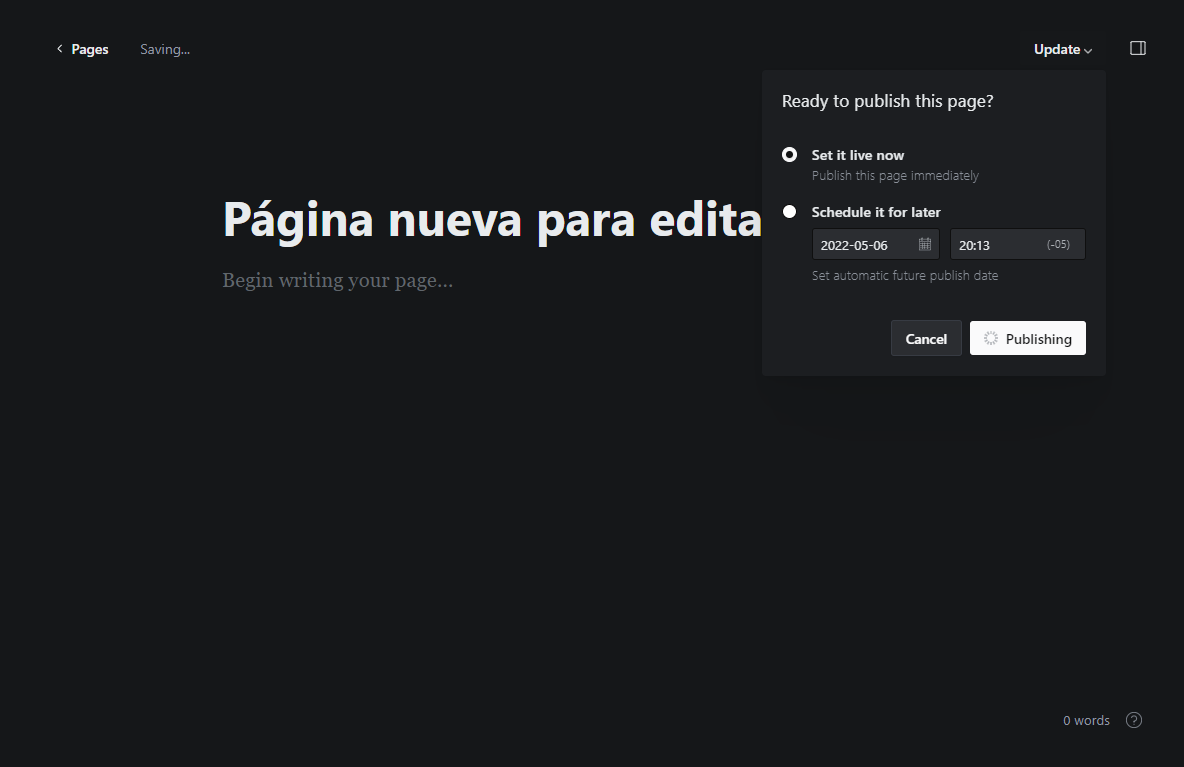 Pages
Saving...
Update
Ready to publish this page?
Set it live now
Publish this page immediately
Página nueva para edita
Schedule it for later
2022-05-06 20:13 (-05)
Begin writing your page...
Set automatic future publish date
Cancel Publishing
0 words ?